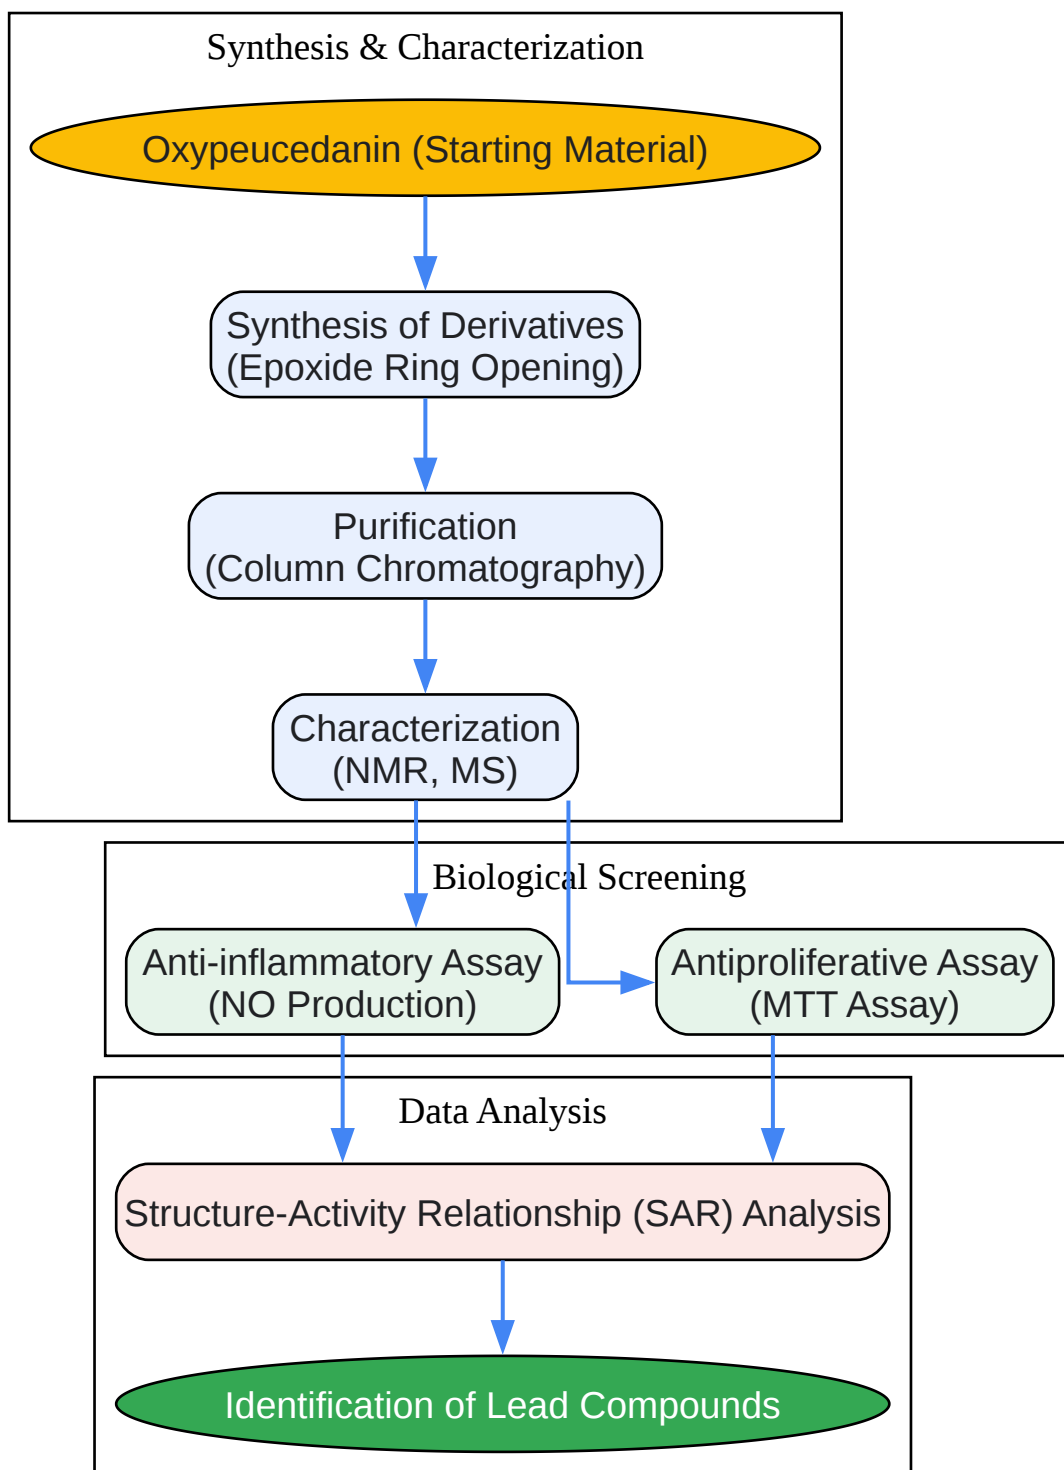 Synthesis & Characterization
Oxypeucedanin (Starting Material)
Synthesis of Derivatives
(Epoxide Ring Opening)
Purification
(Column Chromatography)
Characterization
(NMR, MS)
Biological Screening
Anti-inflammatory Assay
(NO Production)
Antiproliferative Assay
(MTT Assay)
Data Analysis
Structure-Activity Relationship (SAR) Analysis
Identification of Lead Compounds